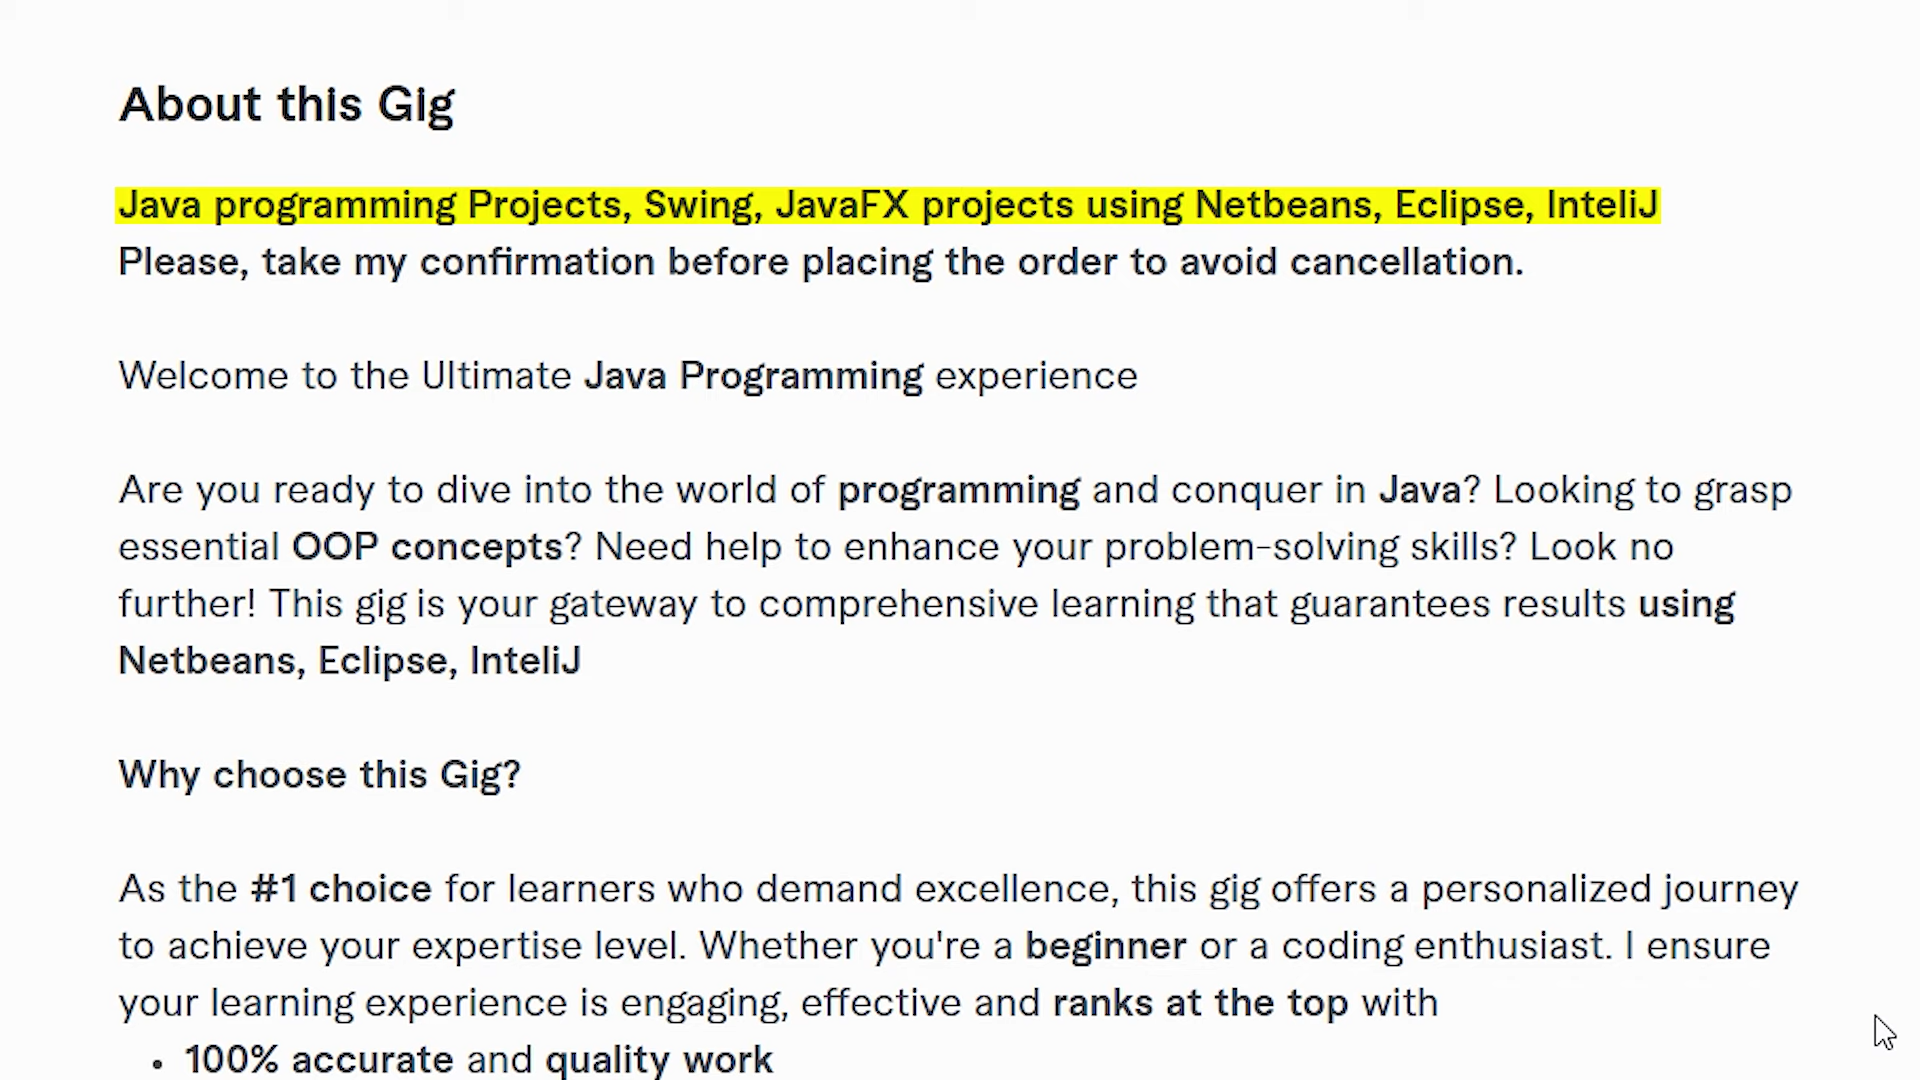 About this Gig
Java programming Projects, Swing, JavaFX projects using Netbeans, Eclipse, InteliJ
Please, take my confirmation before placing the order to avoid cancellation.
Welcome to the Ultimate Java Programming experience
Are you ready to dive into the world of programming and conquer in Java? Looking to grasp
essential OOP concepts? Need help to enhance your problem-solving skills? Look no
further! This gig is your gateway to comprehensive learning that guarantees results using
Netbeans, Eclipse, InteliJ
Why choose this Gig?
As the #1 choice for learners who demand excellence, this gig offers a personalized journey
to achieve your expertise level. Whether you're a beginner or a coding enthusiast. I ensure
your learning experience is engaging, effective and ranks at the top with
• 100% accurate and quality work